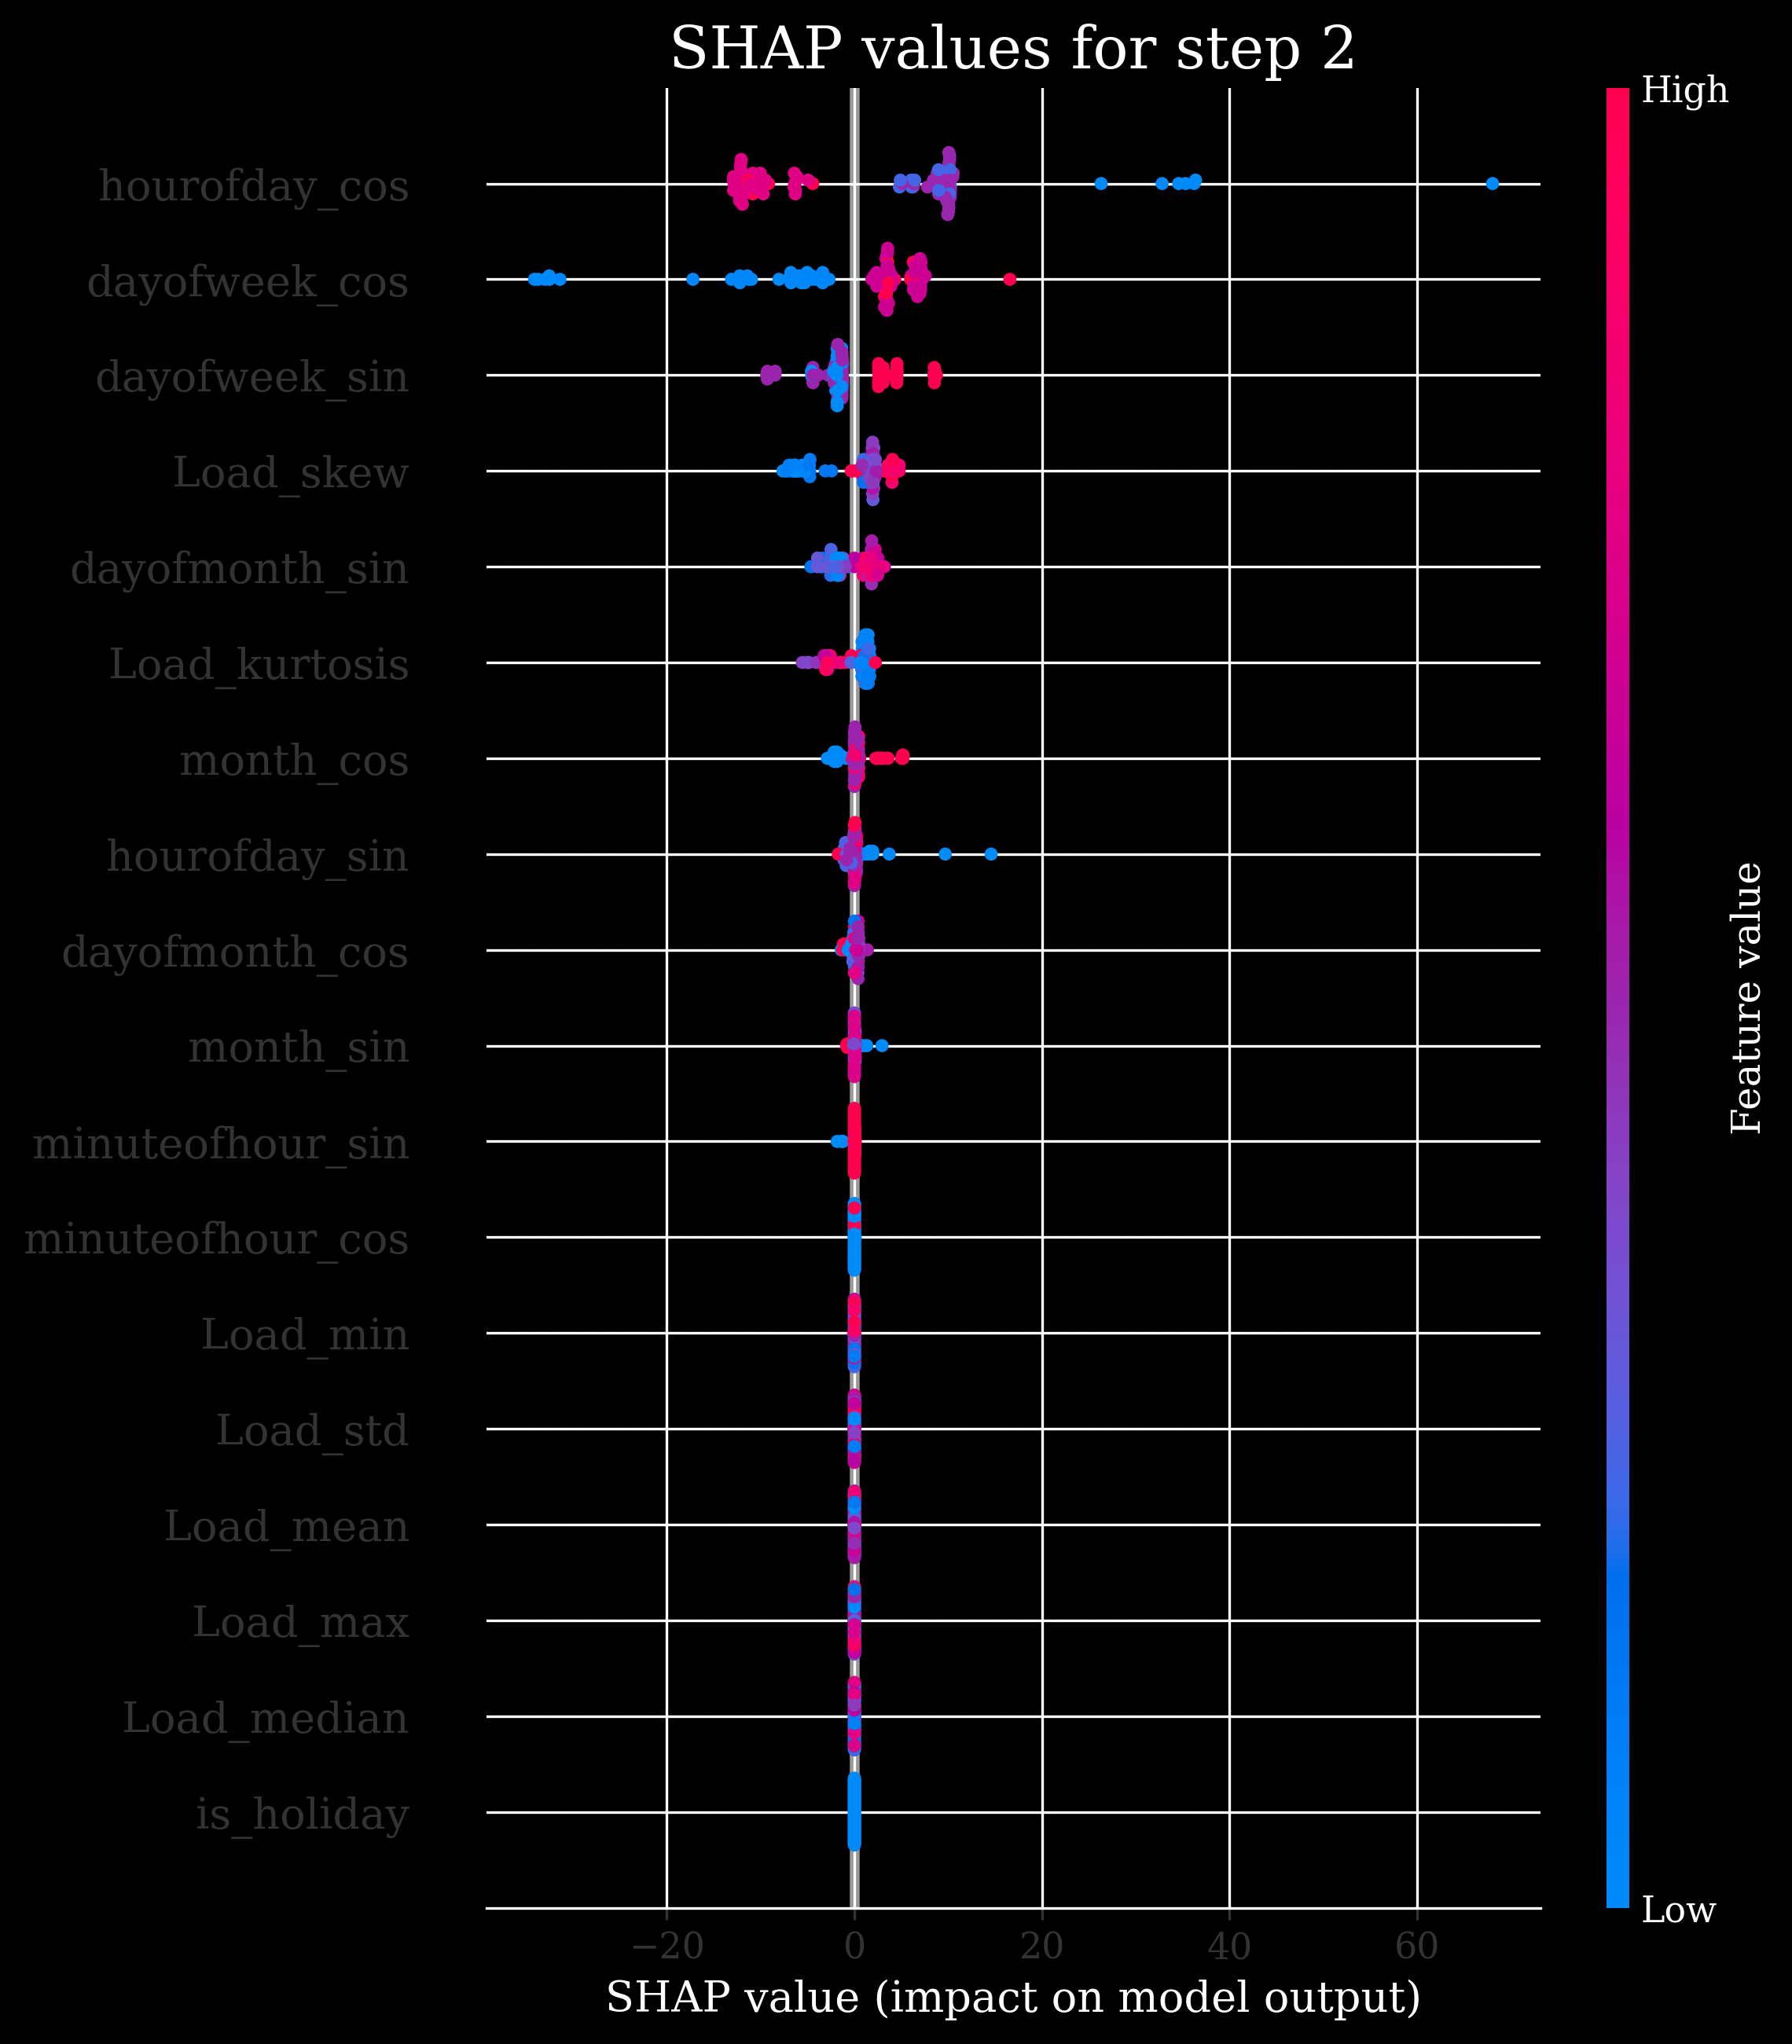 SHAP values for step 2
High
hourofday_cos
dayofweek_cos
dayofweek_sin
Load_skew
dayofmonth_sin
Load_kurtosis
month_cos
hourofday_sin
dayofmonth_cos
month_sin
minuteofhour_sin
minuteofhour_cos
Load_min
Load_std
Load_mean
Load_max
Load_median
is_holiday
Feature value
Low
−20 0 20 40 60
SHAP value (impact on model output)